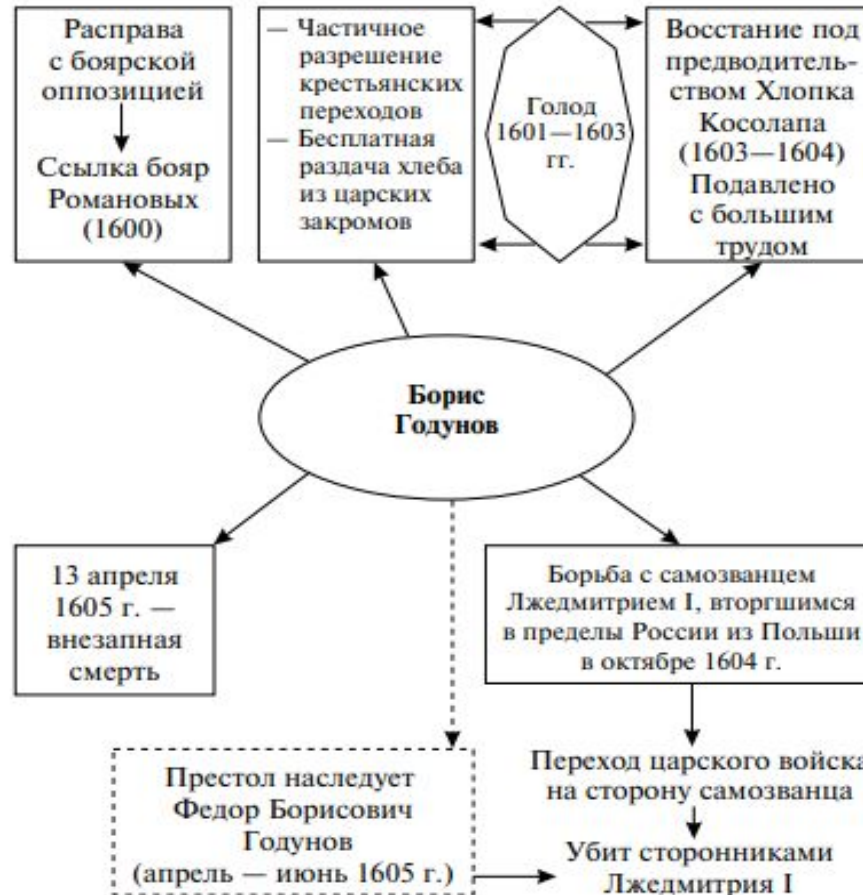 Расправа
с боярской
оппозицией
Ссылка бояр
Романовых
(1600)
— Частичное
разрешение
крестьянских
переходов
— Бесплатная
раздача хлеба
из царских
закромов
Голод
1601—1603
гг.
Восстание под
предводитель-
ством Хлопка
Косолапа
(1603—1604)
Подавлено
с большим
трудом
Борис
Годунов
13 апреля
1605 г. —
внезапная
смерть
Борьба с самозванцем
Лжедмитрием I, вторгшимся
в пределы России из Польши
в октябре 1604 г.
Переход царского войска
на сторону самозванца
Престол наследует
Федор Борисович
Годунов
(апрель — июнь 1605 г.)
Убит сторонниками
Лжедмитрия I